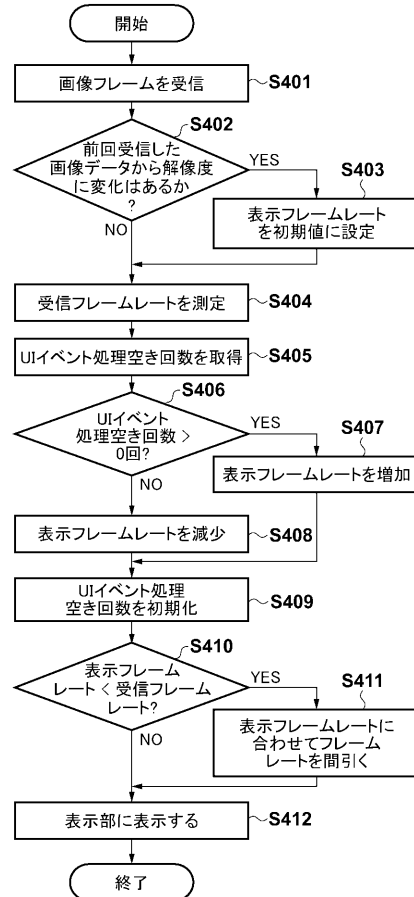 開始
画像フレームを受信
S401
S402
前回受信した
画像データから解像度
に変化はあるか
?
YES
NO
S403
表示フレームレート
を初期値に設定
受信フレームレートを測定
S404
UIイベント処理空き回数を取得
S405
S406
UIイベント
処理空き回数 >
0回?
YES
NO
S407
表示フレームレートを増加
表示フレームレートを減少
S408
UIイベント処理
空き回数を初期化
S409
S410
表示フレーム
レート < 受信フレーム
レート?
YES
NO
S411
表示フレームレートに
合わせてフレーム
レートを間引く
表示部に表示する
S412
終了